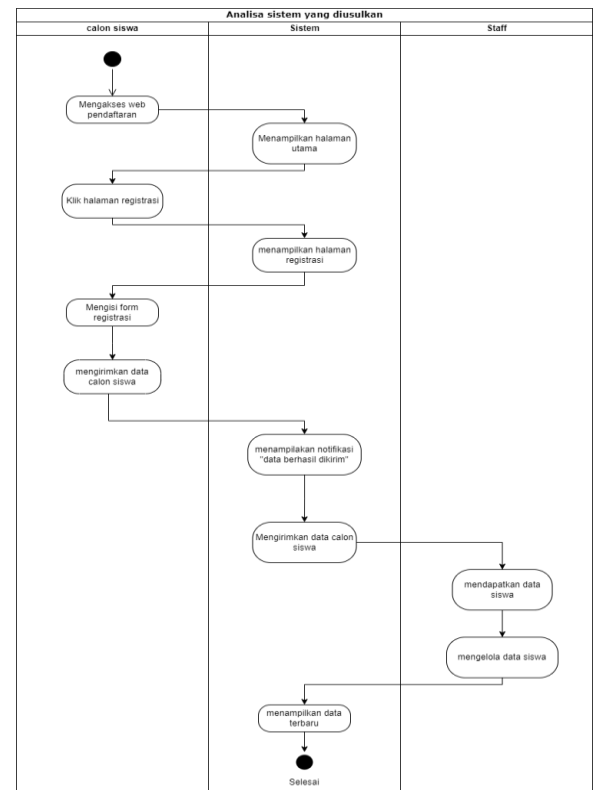 Analisa sistem yang diusulkan
calon siswa
Sistem
Staff
Mengakses web
pendaftaran
Menampilkan halaman
utama
Klik halaman registrasi
menampilkan halaman
registrasi
Mengisi form
registrasi
mengirimkan data
calon siswa
menampilakan notifikasi
"data berhasil dikirim"
Mengirimkan data calon
siswa
mendapatkan data
siswa
mengelola data siswa
menampilkan data
terbaru
Selesai